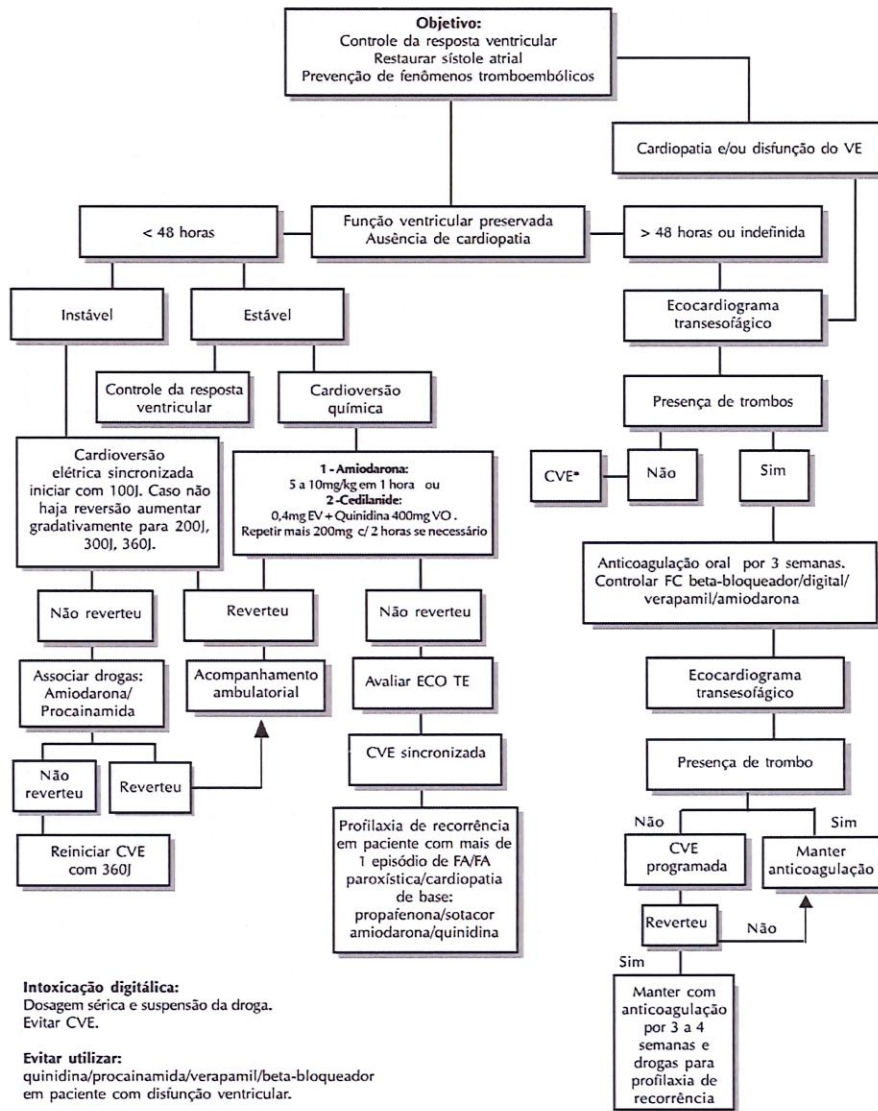 Objetivo:
Controle da resposta ventricular
Restaurar sístole atrial
Prevenção de fenômenos tromboembólicos
Cardiopatia e/ou disfunção do VE
< 48 horas
Função ventricular preservada
Ausência de cardiopatia
> 48 horas ou indefinida
Instável
Estável
Ecocardiograma
transesofágico
Controle da resposta
ventricular
Cardioversão
química
Presença de trombos
Cardioversão
elétrica sincronizada
iniciar com 100J. Caso não
haja reversão aumentar
gradativamente para 200J,
300J, 360J.
1 - Amiodarona:
5 a 10mg/kg em 1 hora ou
2 -Cedilanide:
0,4mg EV + Quinidina 400mg VO .
Repetir mais 200mg c/ 2 horas se necessário
CVE*
Não
Sim
Anticoagulação oral por 3 semanas.
Controlar FC beta-bloqueador/digital/
verapamil/amiodarona
Não reverteu
Reverteu
Não reverteu
Associar drogas:
Amiodarona/
Procainamida
Acompanhamento
ambulatorial
Avaliar ECO TE
Ecocardiograma
transesofágico
Não
reverteu
Reverteu
CVE sincronizada
Presença de trombo
Reiniciar CVE
com 360J
Profilaxia de recorrência
em paciente com mais de
1 episódio de FA/FA
paroxística/cardiopatia
de base:
propafenona/sotacor
amiodarona/quinidina
Não
Sim
CVE
programada
Manter
anticoagulação
Reverteu
Não
Sim
Manter com
anticoagulação
por 3 a 4
semanas e
drogas para
profilaxia de
recorrência
Intoxicação digitálica:
Dosagem sérica e suspensão da droga.
Evitar CVE.
Evitar utilizar:
quinidina/procainamida/verapamil/beta-bloqueador
em paciente com disfunção ventricular.